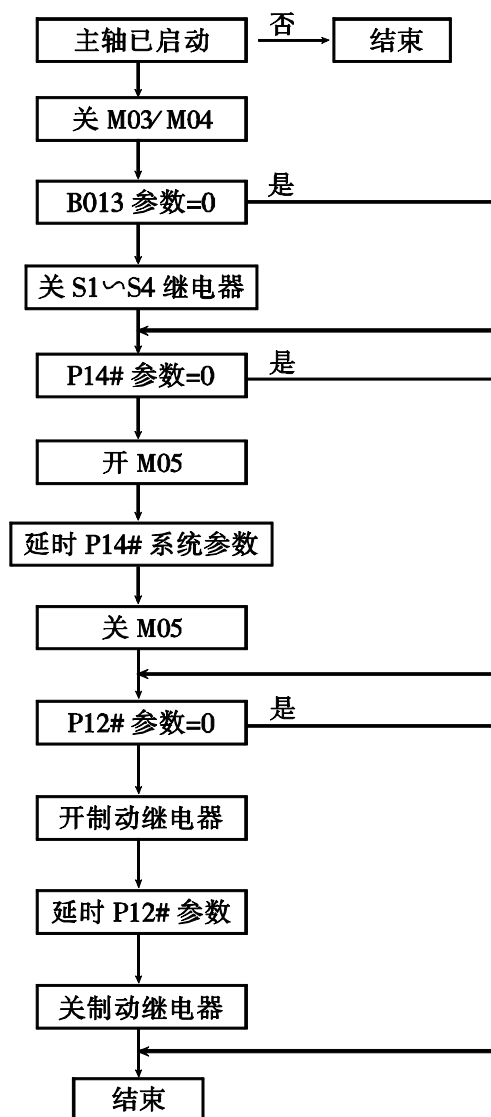 主轴已启动
否
结束
关 M03/M04
B013 参数=0
是
关 S1∽S4 继电器
P14# 参数=0
是
开 M05
延时 P14# 系统参数
关 M05
P12# 参数=0
是
开制动继电器
延时 P12# 参数
关制动继电器
结束